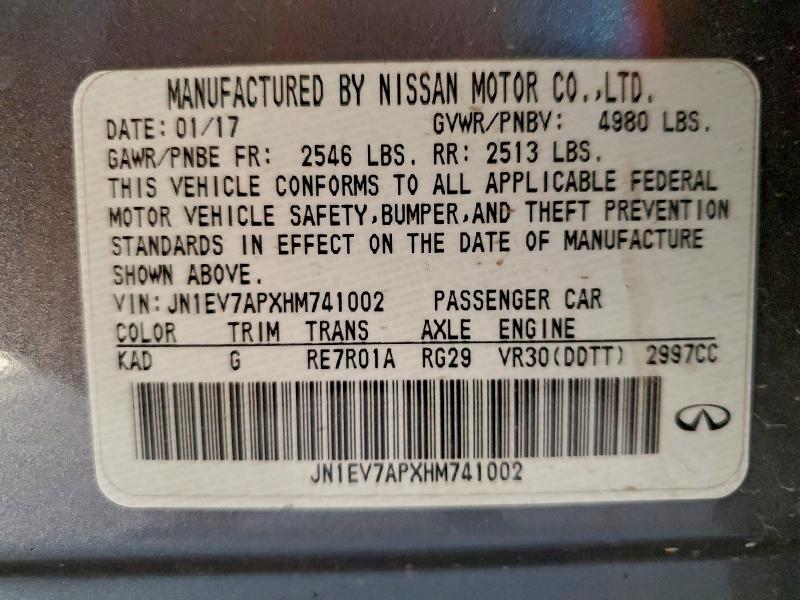 MANUFACTURED BY NISSAN MOTOR CO.,LTD.
DATE: 01/17 GVWR/PNBV: 4980 LBS.
GAWR/PNBE FR: 2546 LBS. RR: 2513 LBS.
THIS VEHICLE CONFORMS TO ALL APPLICABLE FEDERAL
MOTOR VEHICLE SAFETY,BUMPER,AND THEFT PREVENTION
STANDARDS IN EFFECT ON THE DATE OF MANUFACTURE
SHOWN ABOVE.
VIN: JN1EV7APXHM741002 PASSENGER CAR
COLOR TRIM TRANS AXLE ENGINE
KAD G RE7R01A RG29 VR30(DDTT) 2997CC
JN1EV7APXHM741002